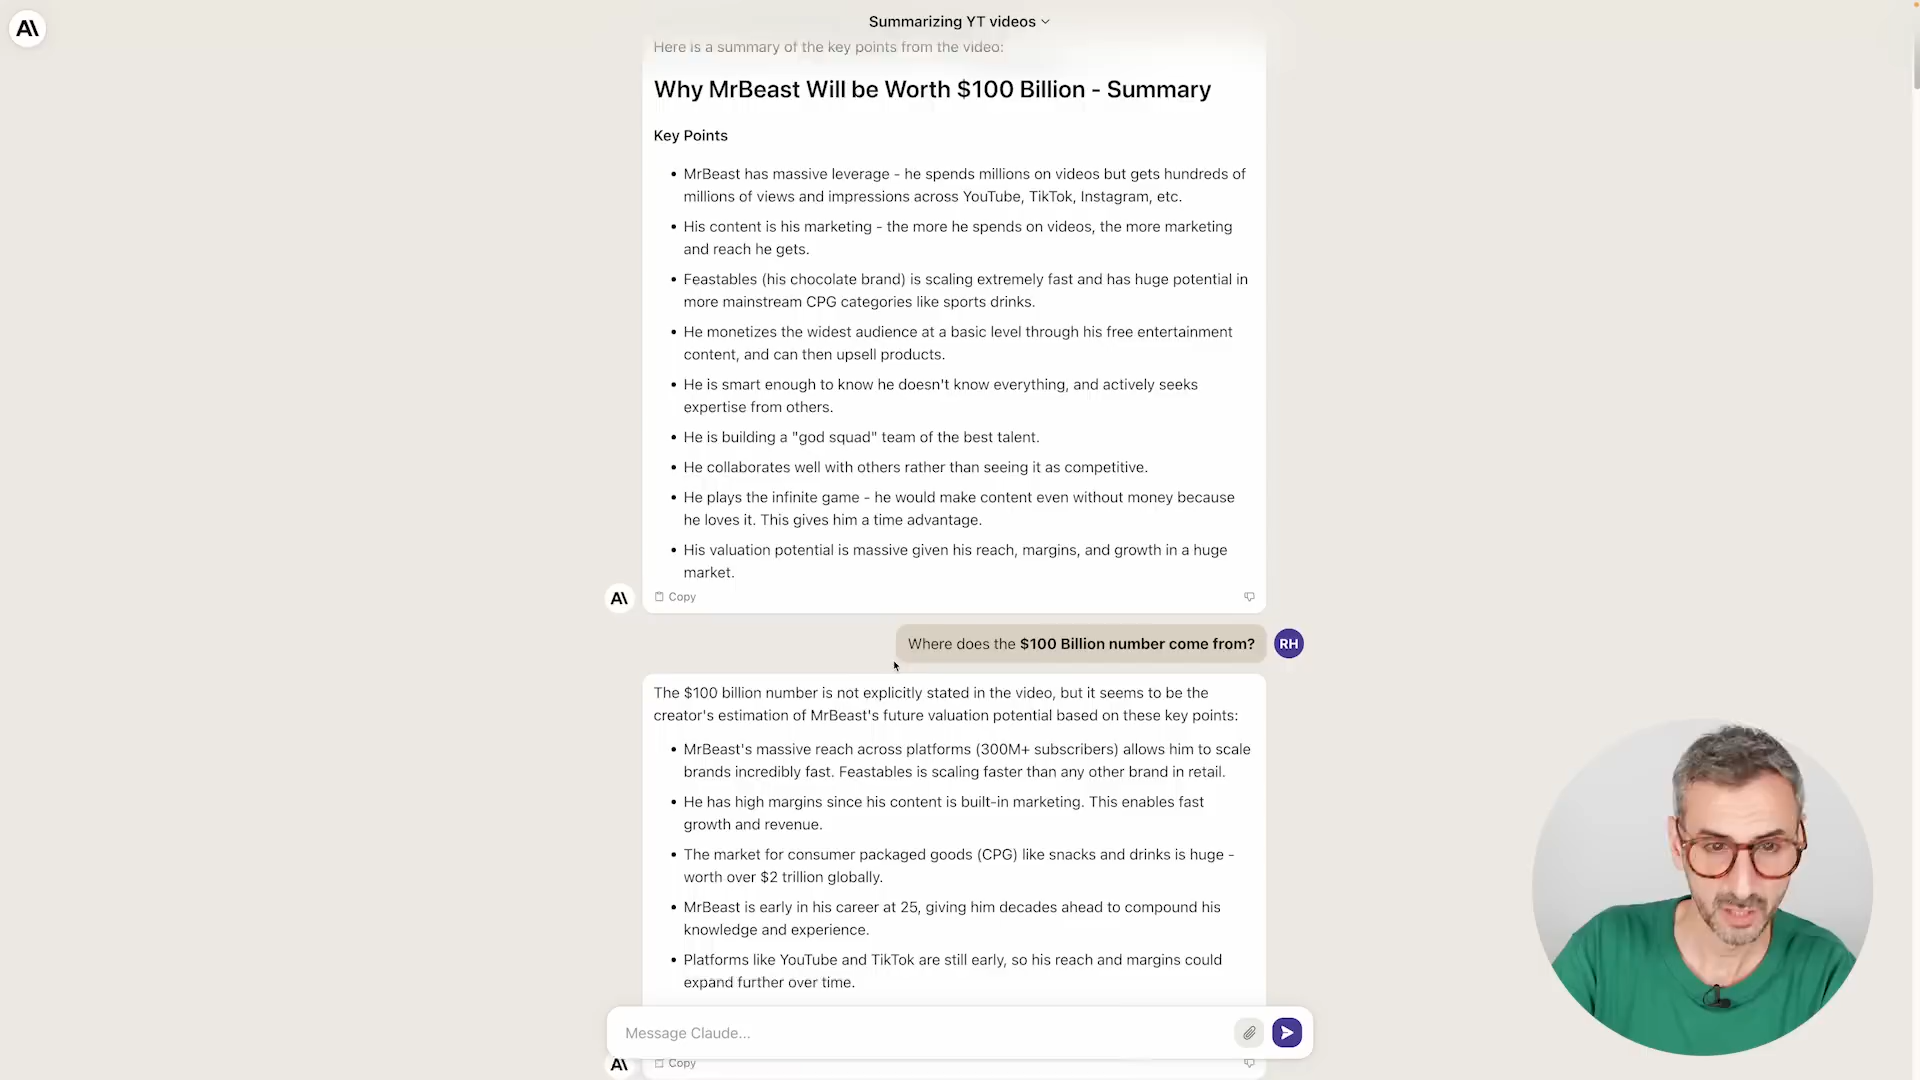 Summarizing YT videos
Here is a summary of the key points from the video:
Why MrBeast Will be Worth $100 Billion - Summary
Key Points
• MrBeast has massive leverage - he spends millions on videos but gets hundreds of
millions of views and impressions across YouTube, TikTok, Instagram, etc.
• His content is his marketing - the more he spends on videos, the more marketing
and reach he gets.
• Feastables (his chocolate brand) is scaling extremely fast and has huge potential in
more mainstream CPG categories like sports drinks.
• He monetizes the widest audience at a basic level through his free entertainment
content, and can then upsell products.
• He is smart enough to know he doesn't know everything, and actively seeks
expertise from others.
• He is building a "god squad" team of the best talent.
• He collaborates well with others rather than seeing it as competitive.
• He plays the infinite game - he would make content even without money because
he loves it. This gives him a time advantage.
• His valuation potential is massive given his reach, margins, and growth in a huge
market.
A\
Copy
Where does the $100 Billion number come from?
RH
The $100 billion number is not explicitly stated in the video, but it seems to be the
creator's estimation of MrBeast's future valuation potential based on these key points:
• MrBeast's massive reach across platforms (300M+ subscribers) allows him to scale
brands incredibly fast. Feastables is scaling faster than any other brand in retail.
• He has high margins since his content is built-in marketing. This enables fast
growth and revenue.
• The market for consumer packaged goods (CPG) like snacks and drinks is huge -
worth over $2 trillion globally.
• MrBeast is early in his career at 25, giving him decades ahead to compound his
knowledge and experience.
• Platforms like YouTube and TikTok are still early, so his reach and margins could
expand further over time.
Message Claude...
A\
Copy
A\